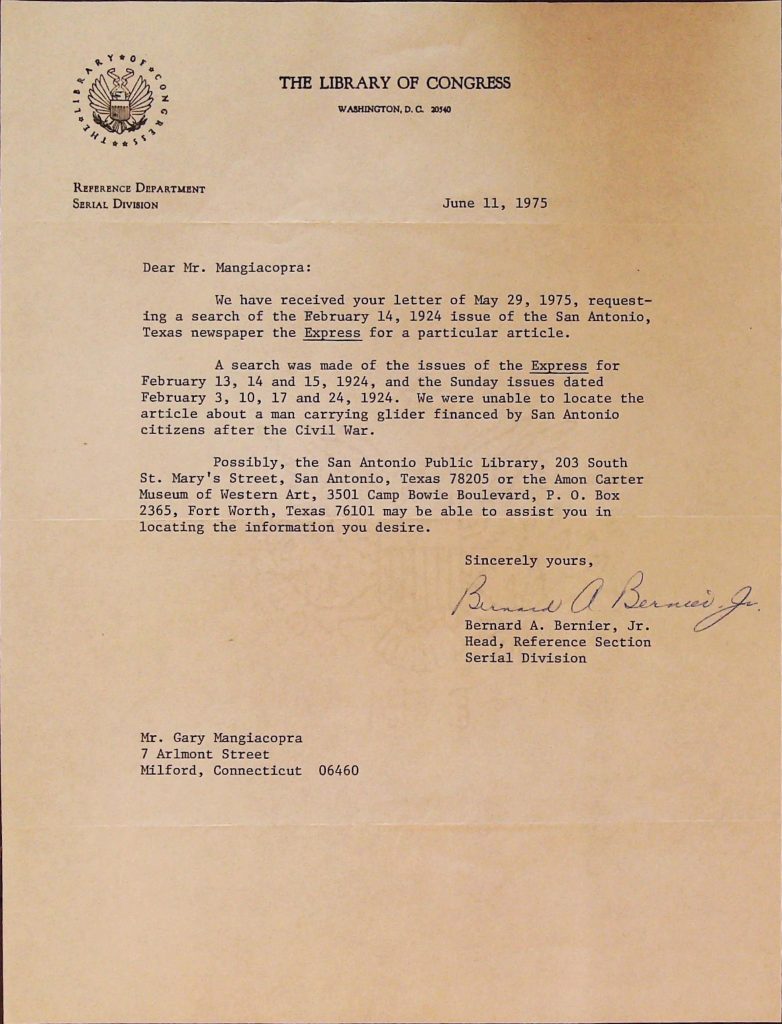 THE LIBRARY OF CONGRESS
THE LIBRARY OF CONGRESS
WASHINGTON, D. C. 20540
REFERENCE DEPARTMENT
SERIAL DIVISION
June 11, 1975
Dear Mr. Mangiacopra:
We have received your letter of May 29, 1975, request-
ing a search of the February 14, 1924 issue of the San Antonio,
Texas newspaper the Express for a particular article.
A search was made of the issues of the Express for
February 13, 14 and 15, 1924, and the Sunday issues dated
February 3, 10, 17 and 24, 1924. We were unable to locate the
article about a man carrying glider financed by San Antonio
citizens after the Civil War.
Possibly, the San Antonio Public Library, 203 South
St. Mary's Street, San Antonio, Texas 78205 or the Amon Carter
Museum of Western Art, 3501 Camp Bowie Boulevard, P. O. Box
2365, Fort Worth, Texas 76101 may be able to assist you in
locating the information you desire.
Sincerely yours,
Bernard A Bernier, Jr.
Bernard A. Bernier, Jr.
Head, Reference Section
Serial Division
Mr. Gary Mangiacopra
7 Arlmont Street
Milford, Connecticut 06460